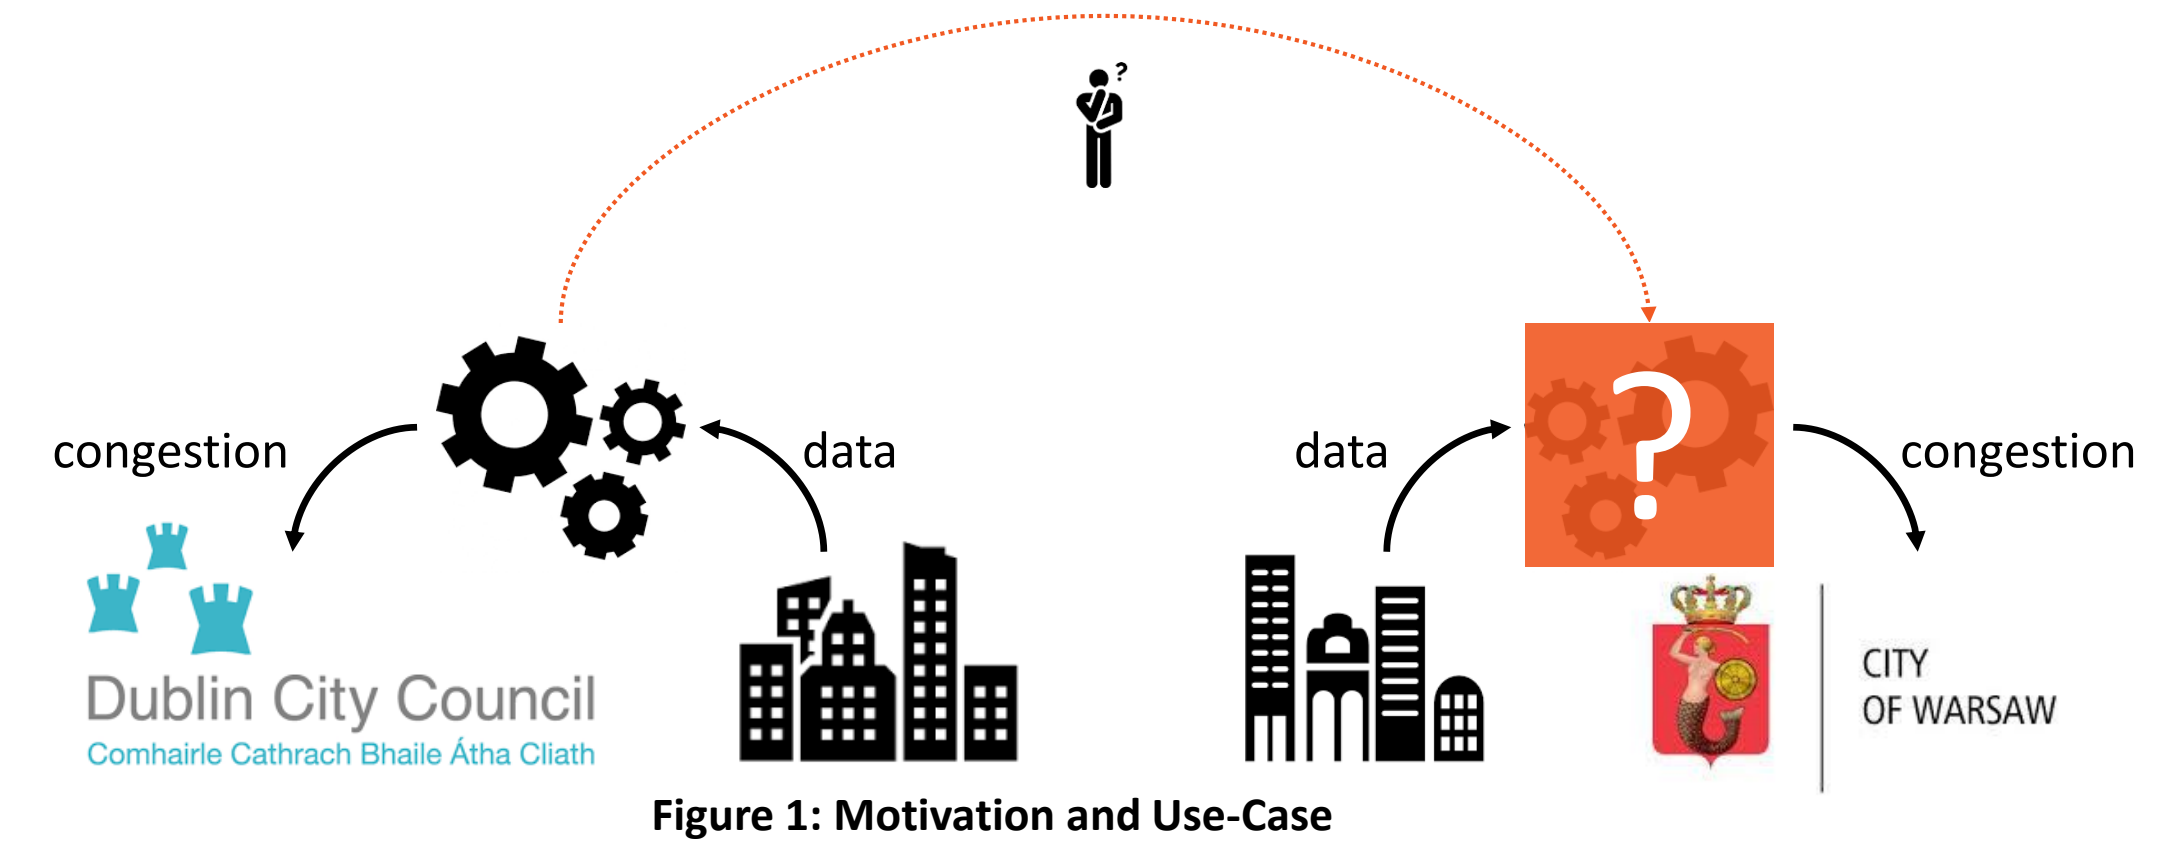 ?
congestion
data
data
?
congestion
Dublin City Council
Comhairle Cathrach Bhaile Átha Cliath
CITY
OF WARSAW
Figure 1: Motivation and Use-Case